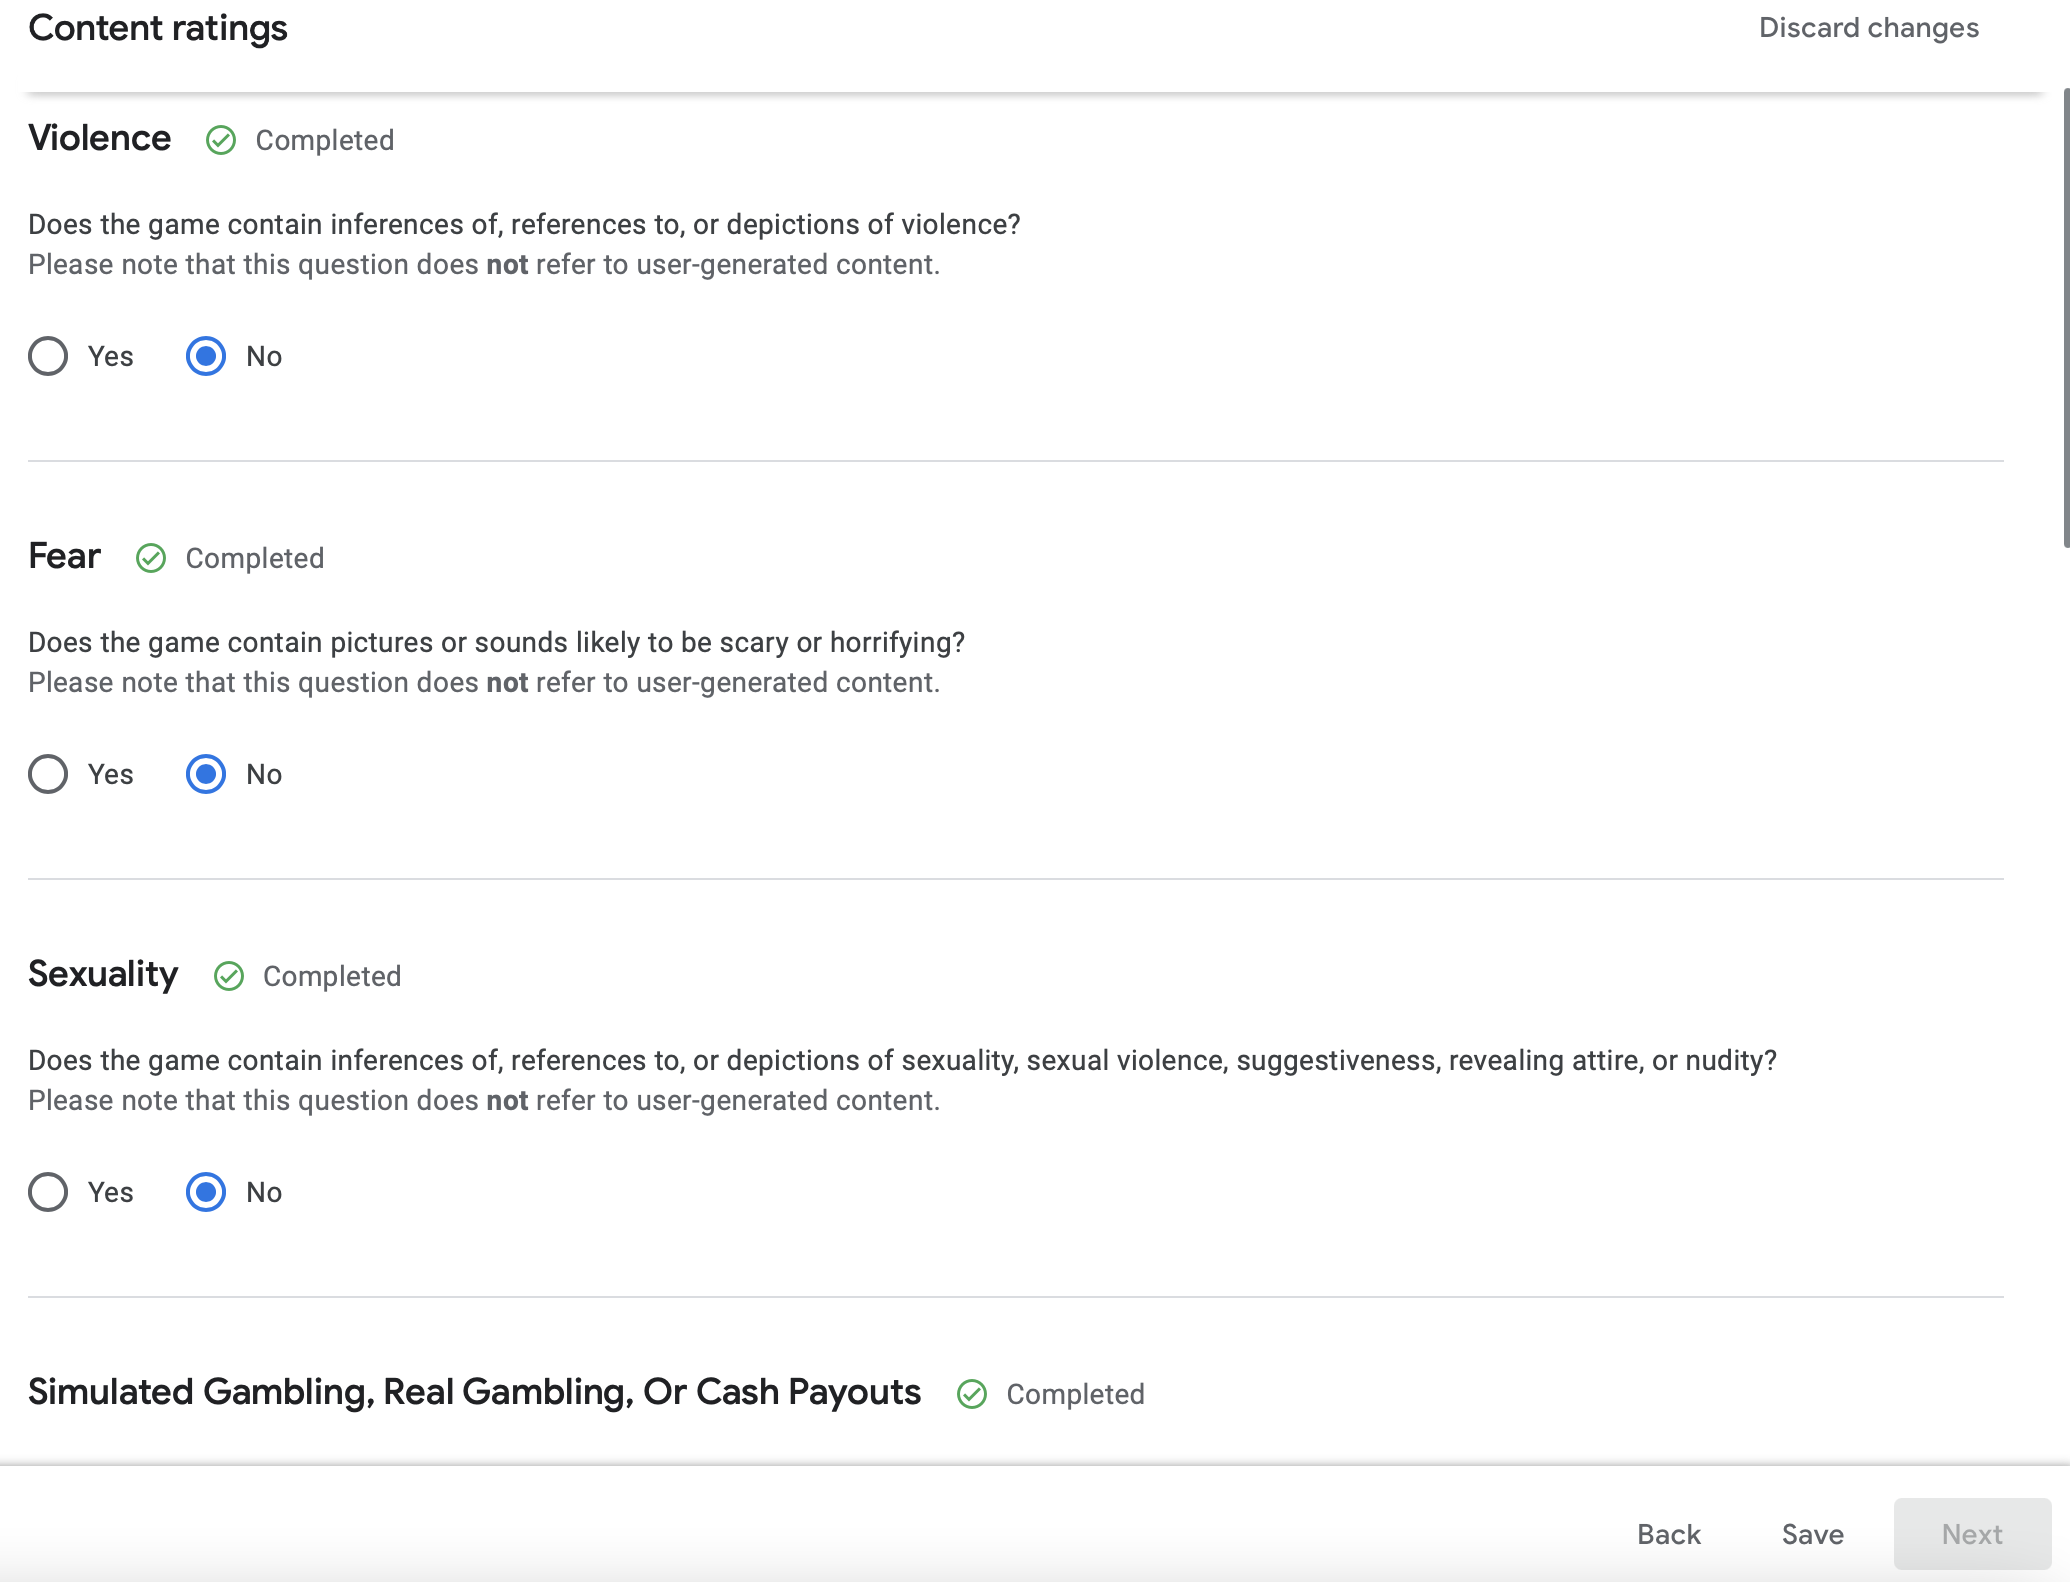 Content ratings
Discard changes
Violence Completed
Does the game contain inferences of, references to, or depictions of violence?
Please note that this question does not refer to user-generated content.
Yes No
Fear Completed
Does the game contain pictures or sounds likely to be scary or horrifying?
Please note that this question does not refer to user-generated content.
Yes No
Sexuality Completed
Does the game contain inferences of, references to, or depictions of sexuality, sexual violence, suggestiveness, revealing attire, or nudity?
Please note that this question does not refer to user-generated content.
Yes No
Simulated Gambling, Real Gambling, Or Cash Payouts Completed
Back Save Next